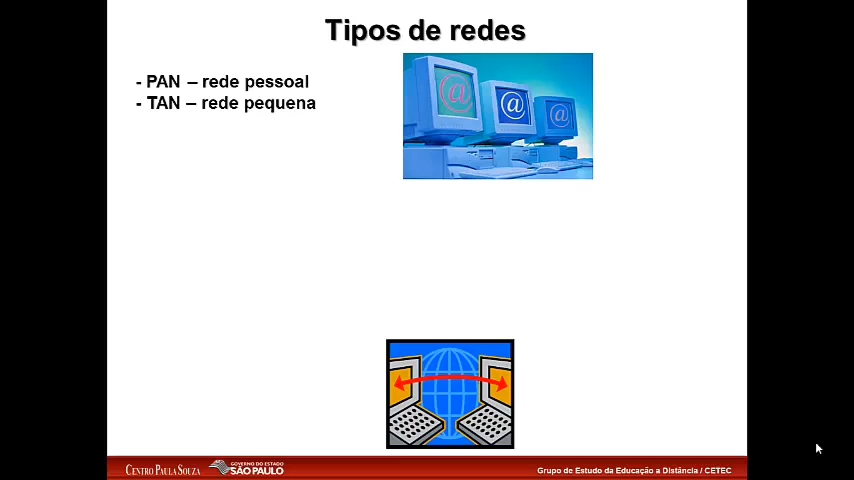 Tipos de redes
- PAN – rede pessoal
- TAN – rede pequena
@ @ @
CENTRO PAULA SOUZA
GOVERNO DO ESTADO
SÃO PAULO
Grupo de Estudo da Educação a Distância / CETEC